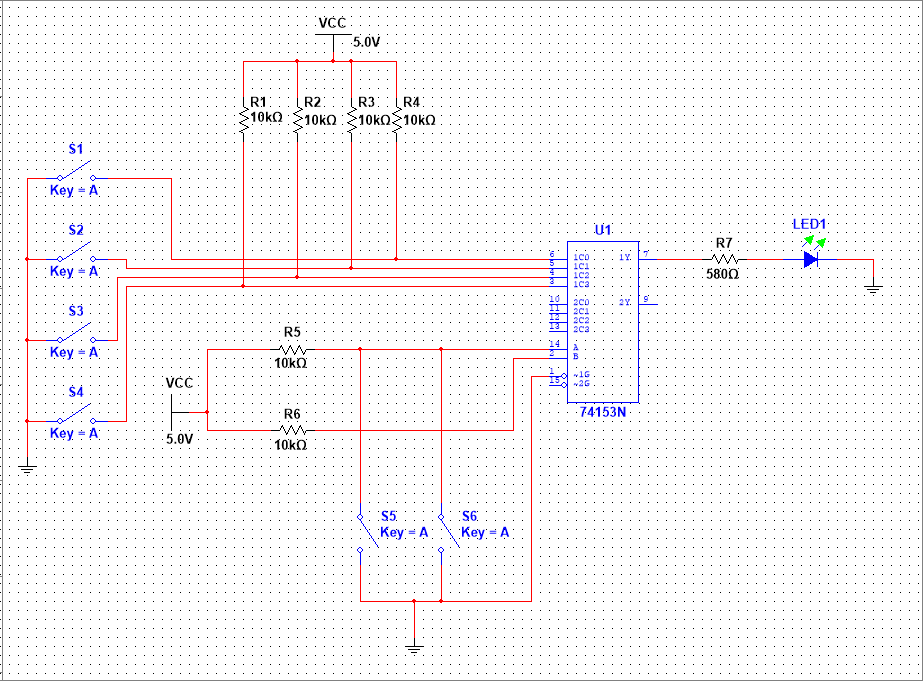 VCC
5.0V
R1
10kΩ
R2
10kΩ
R3
10kΩ
R4
10kΩ
S1
Key = A
S2
Key = A
S3
Key = A
S4
Key = A
VCC
5.0V
R5
10kΩ
R6
10kΩ
S5
Key = A
S6
Key = A
U1
6 1C0 1Y 7
5 1C1
4 1C2
3 1C3
10 2C0 2Y 9
11 2C1
12 2C2
13 2C3
14 A
2 B
1 ~1G
15 ~2G
74153N
R7
580Ω
LED1